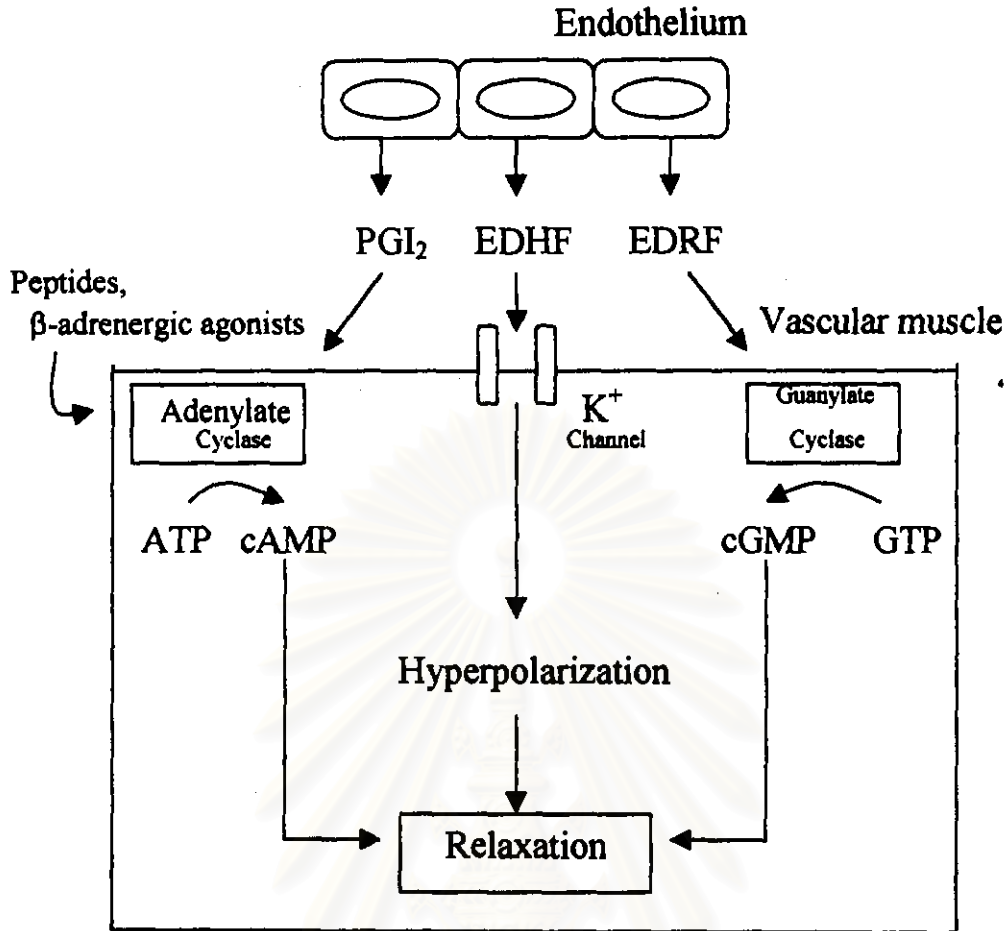 Endothelium
PGI₂ EDHF EDRF
Peptides,
β-adrenergic agonists
Vascular muscle
Adenylate
Cyclase
K⁺
Channel
Guanylate
Cyclase
ATP cAMP
cGMP GTP
Hyperpolarization
Relaxation